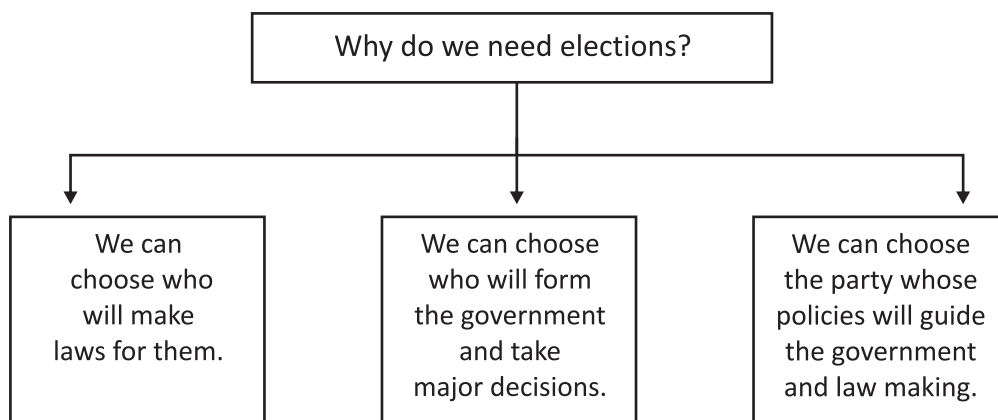 Why do we need elections?
We can
choose who
will make
laws for them.
We can choose
who will form
the government
and take
major decisions.
We can choose
the party whose
policies will guide
the government
and law making.